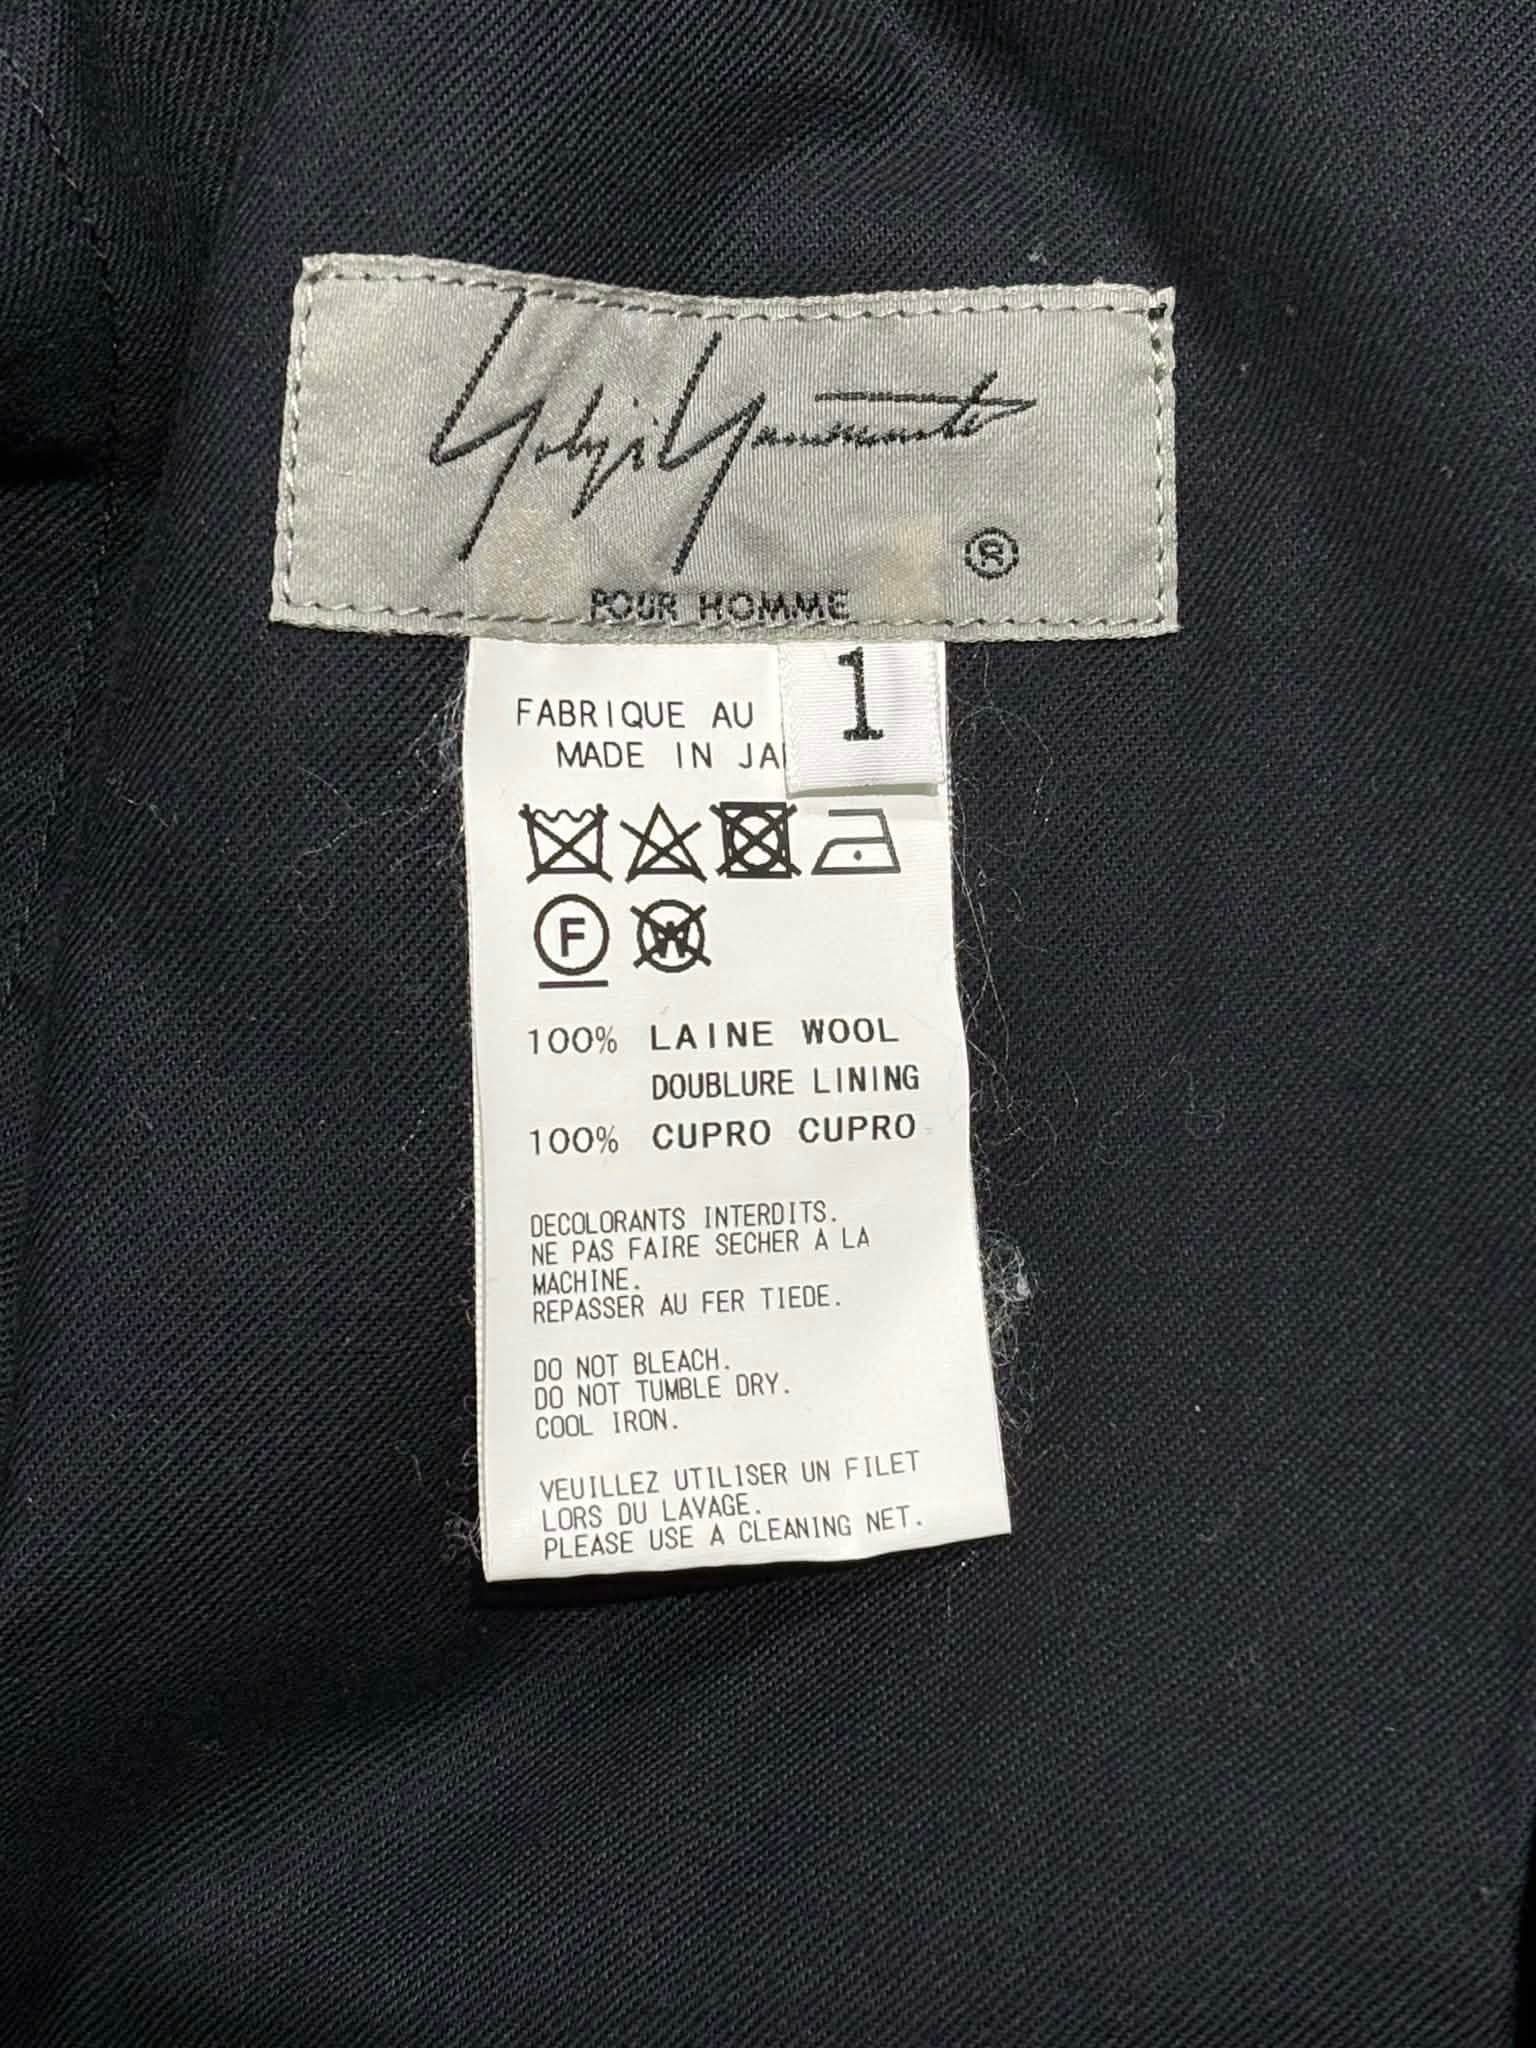 Yohji Yamamoto
®
POUR HOMME
1
FABRIQUE AU
MADE IN JA
F
W
100% LAINE WOOL
DOUBLURE LINING
100% CUPRO CUPRO
DECOLORANTS INTERDITS.
NE PAS FAIRE SECHER A LA
MACHINE.
REPASSER AU FER TIEDE.
DO NOT BLEACH.
DO NOT TUMBLE DRY.
COOL IRON.
VEUILLEZ UTILISER UN FILET
LORS DU LAVAGE.
PLEASE USE A CLEANING NET.